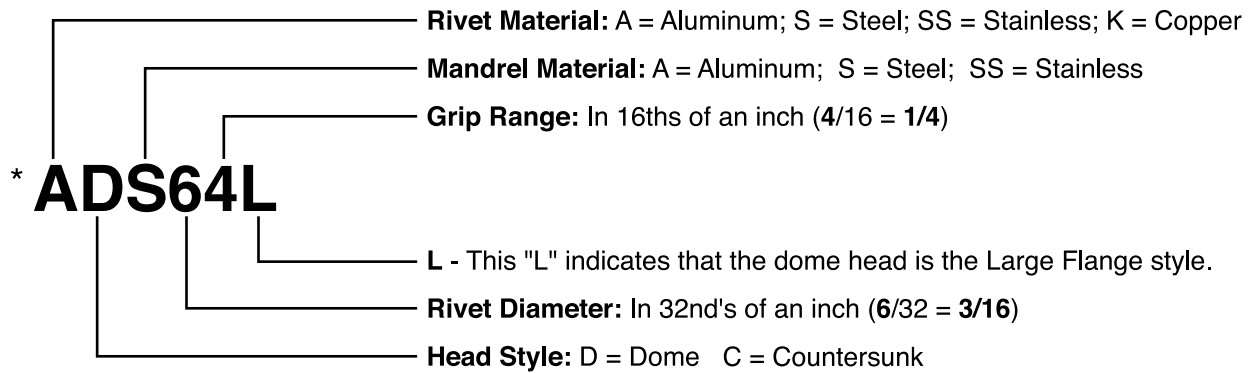 Rivet Material: A = Aluminum; S = Steel; SS = Stainless; K = Copper
Mandrel Material: A = Aluminum; S = Steel; SS = Stainless
Grip Range: In 16ths of an inch (4/16 = 1/4)
* ADS64L
L - This "L" indicates that the dome head is the Large Flange style.
Rivet Diameter: In 32nd's of an inch (6/32 = 3/16)
Head Style: D = Dome C = Countersunk